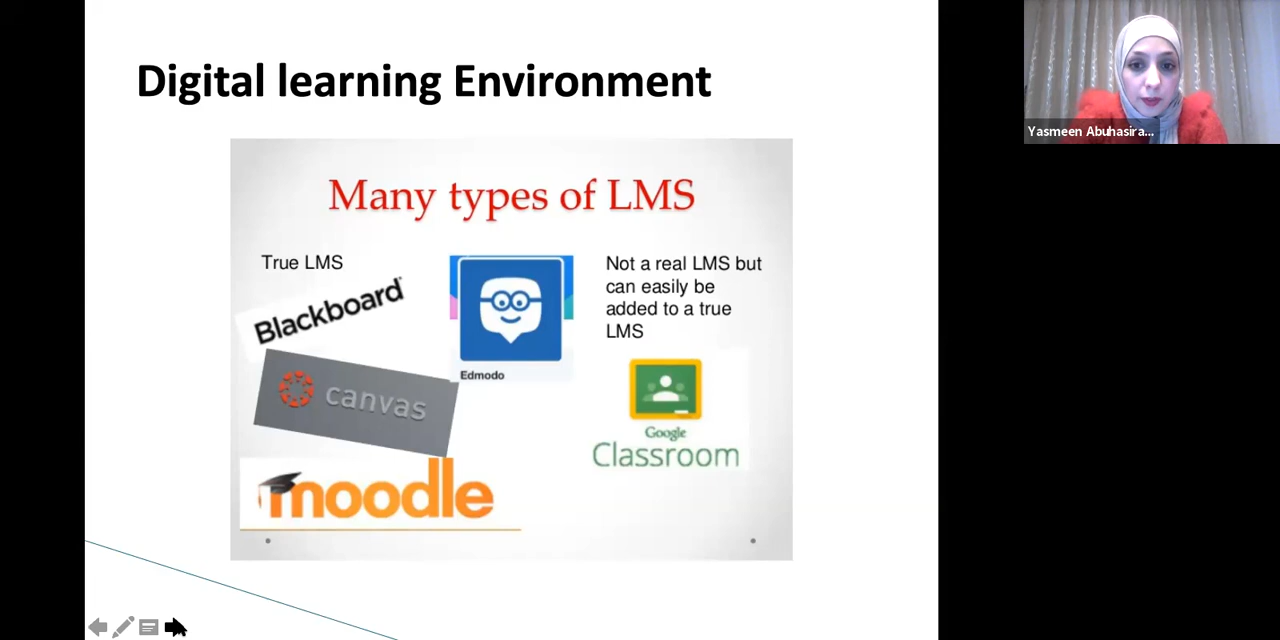 Digital learning Environment
Many types of LMS
True LMS
Blackboard
canvas
moodle
Edmodo
Not a real LMS but
can easily be
added to a true
LMS
Google
Classroom
Yasmeen Abuhasira...